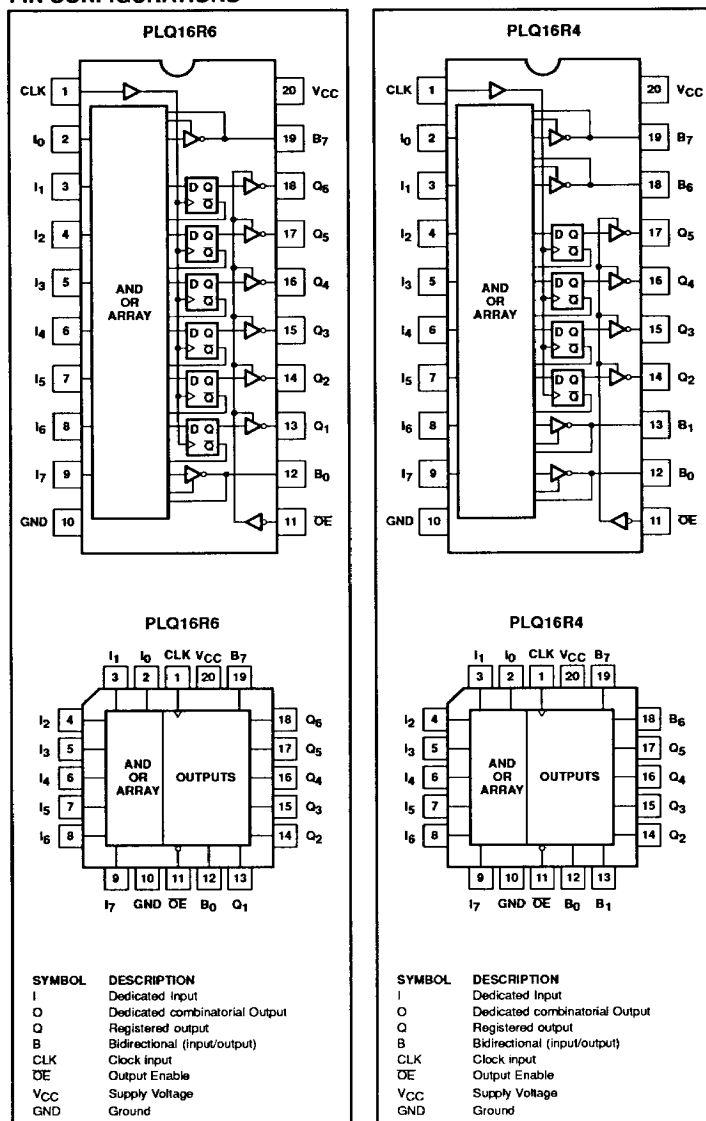 PLQ16R6
CLK 1 20 VCC
I0 2 19 B7
I1 3 D Q Q̅ 18 Q6
I2 4 D Q Q̅ 17 Q5
I3 5 AND D Q Q̅ 16 Q4
OR
ARRAY
I4 6 D Q Q̅ 15 Q3
I5 7 D Q Q̅ 14 Q2
I6 8 D Q Q̅ 13 Q1
I7 9 12 B0
GND 10 11 O̅E̅
PLQ16R6
I1 I0 CLK VCC B7
3 2 1 20 19
I2 4 18 Q6
I3 5 17 Q5
I4 6 AND OR ARRAY OUTPUTS 16 Q4
I5 7 15 Q3
I6 8 14 Q2
9 10 11 12 13
I7 GND O̅E̅ B0 Q1
SYMBOL DESCRIPTION
I Dedicated Input
O Dedicated combinatorial Output
Q Registered output
B Bidirectional (input/output)
CLK Clock input
O̅E̅ Output Enable
VCC Supply Voltage
GND Ground
PLQ16R4
CLK 1 20 VCC
I0 2 19 B7
I1 3 18 B6
I2 4 D Q Q̅ 17 Q5
I3 5 AND D Q Q̅ 16 Q4
OR
ARRAY
I4 6 D Q Q̅ 15 Q3
I5 7 D Q Q̅ 14 Q2
I6 8 13 B1
I7 9 12 B0
GND 10 11 O̅E̅
PLQ16R4
I1 I0 CLK VCC B7
3 2 1 20 19
I2 4 18 B6
I3 5 17 Q5
I4 6 AND OR ARRAY OUTPUTS 16 Q4
I5 7 15 Q3
I6 8 14 Q2
9 10 11 12 13
I7 GND O̅E̅ B0 B1
SYMBOL DESCRIPTION
I Dedicated Input
O Dedicated combinatorial Output
Q Registered output
B Bidirectional (input/output)
CLK Clock input
O̅E̅ Output Enable
VCC Supply Voltage
GND Ground